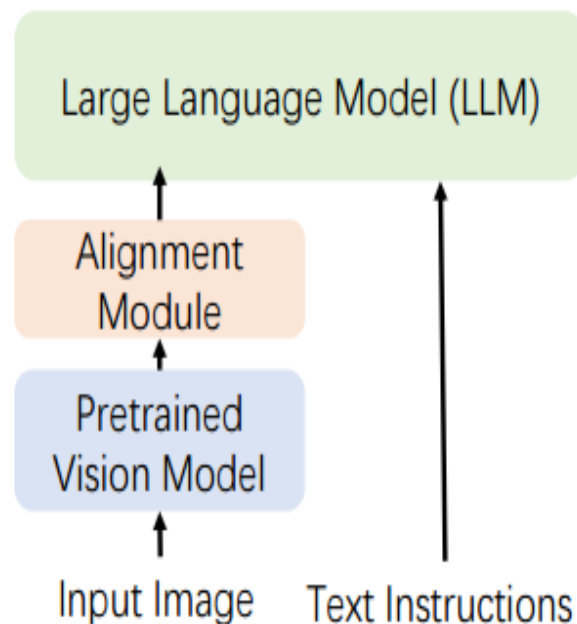 Large Language Model (LLM)
Alignment
Module
Pretrained
Vision Model
Input Image
Text Instructions